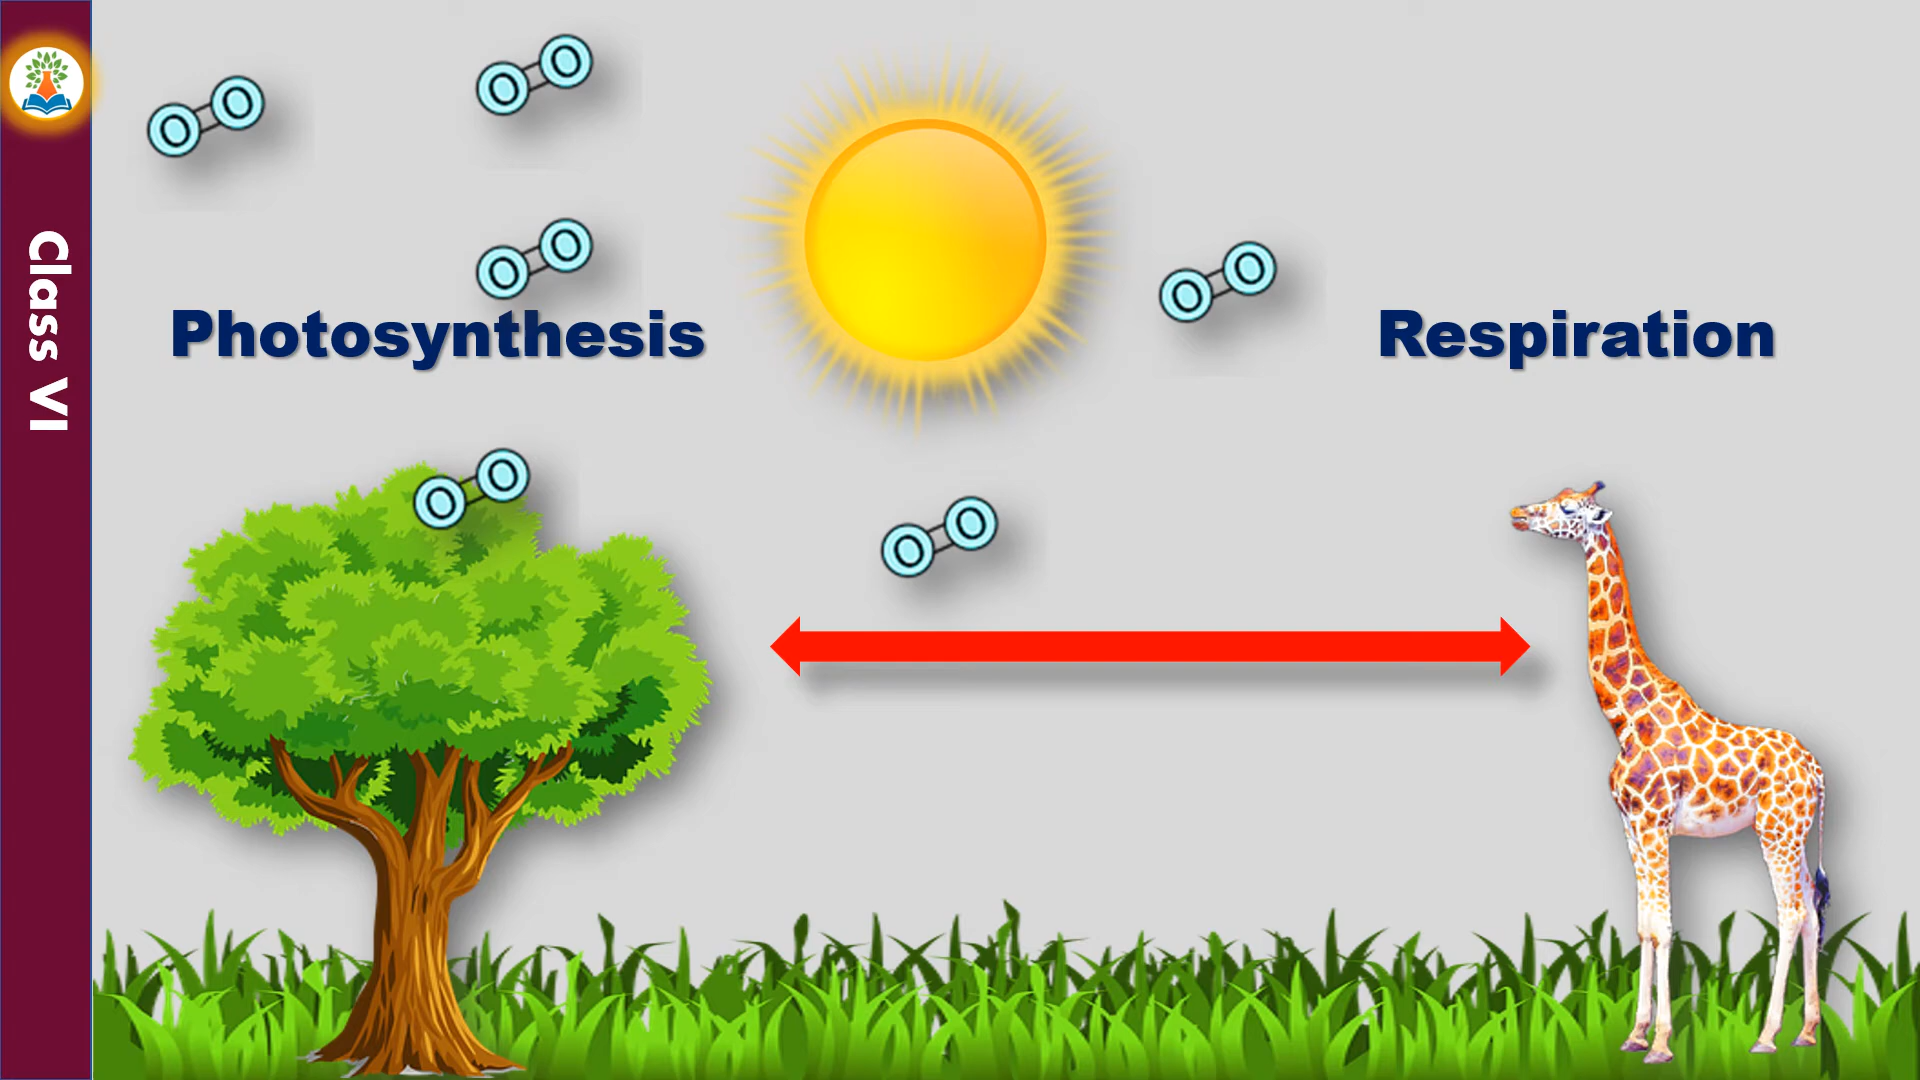 Class VI
O O
O O
O O
Photosynthesis
O O
Respiration
O O
O O